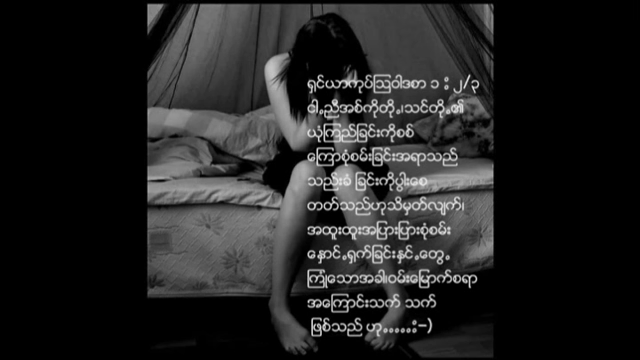 ရှင်ယာကုပ်ဩဝါဒစာ ၁ : ၂/၃
ငါ့ညီအစ်ကိုတို့၊သင်တို့၏
ယုံကြည်ခြင်းကိုစစ်
ကြောစုံစမ်းခြင်းအရာသည်
သည်းခံ ခြင်းကိုပွါးစေ
တတ်သည်ဟုသိမှတ်လျက်၊
အထူးထူးအပြားပြားစုံစမ်း
နှောင့်ရှက်ခြင်းနှင့်တွေ့
ကြုံသောအခါ၊ဝမ်းမြောက်စရာ
အကြောင်းသက် သက်
ဖြစ်သည် ဟု့့့့့့း-)